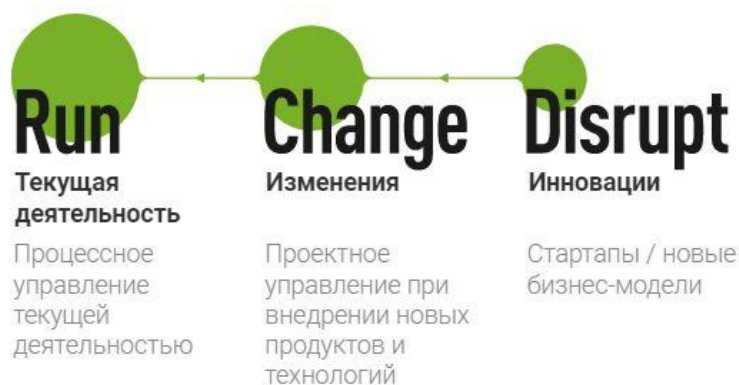 Run
Текущая
деятельность
Процессное
управление
текущей
деятельностью
Change
Изменения
Проектное
управление при
внедрении новых
продуктов и
технологий
Disrupt
Инновации
Стартапы / новые
бизнес-модели